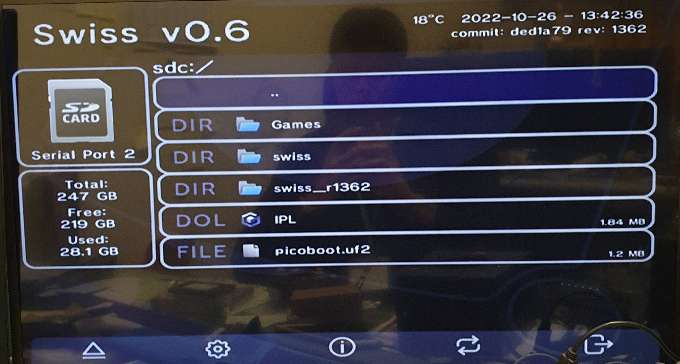 Swiss v0.6
18°C 2022-10-26 - 13:42:36
commit: ded1a79 rev: 1362
sdc:/
SD
CARD
Serial Port 2
Total:
247 GB
Free:
219 GB
Used:
28.1 GB
..
DIR Games
DIR swiss
DIR swiss_r1362
DOL IPL 1.84 MB
FILE picoboot.uf2 1.2 MB